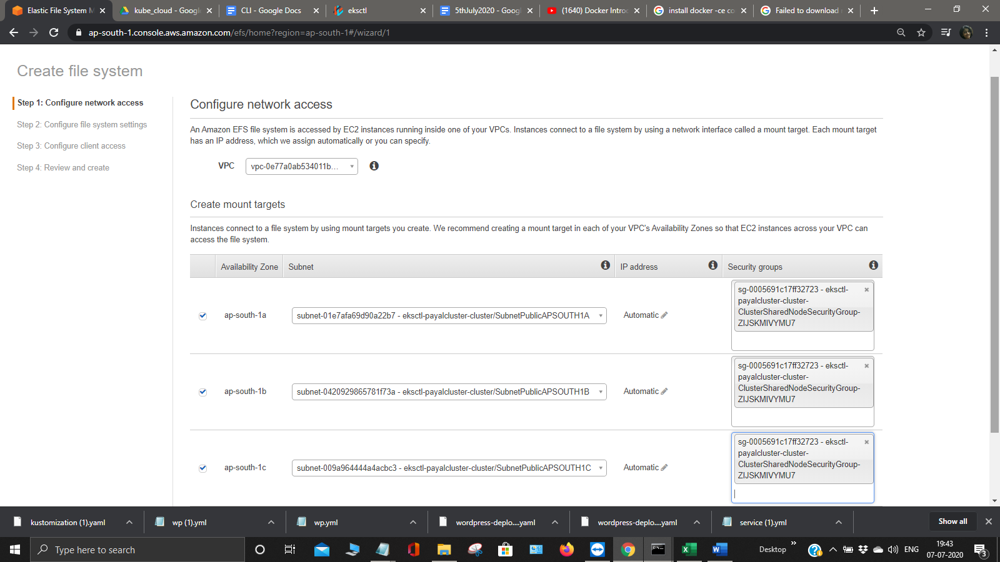 Elastic File System M
kube_cloud - Google
CLI - Google Docs
eksctl
5thJuly2020 - Googl
(1640) Docker Introd
install docker -ce co
Failed to download
ap-south-1.console.aws.amazon.com/efs/home?region=ap-south-1#/wizard/1
Create file system
Step 1: Configure network access
Step 2: Configure file system settings
Step 3: Configure client access
Step 4: Review and create
Configure network access
An Amazon EFS file system is accessed by EC2 instances running inside one of your VPCs. Instances connect to a file system by using a network interface called a mount target. Each mount target
has an IP address, which we assign automatically or you can specify.
VPC
vpc-0e77a0ab534011b...
Create mount targets
Instances connect to a file system by using mount targets you create. We recommend creating a mount target in each of your VPC's Availability Zones so that EC2 instances across your VPC can
access the file system.
Availability Zone
Subnet
IP address
Security groups
ap-south-1a
subnet-01e7afa69d90a22b7 - eksctl-payalcluster-cluster/SubnetPublicAPSOUTH1A
Automatic
sg-0005691c17ff32723 - eksctl-
payalcluster-cluster-
ClusterSharedNodeSecurityGroup-
ZIJSKMIVYMU7
ap-south-1b
subnet-0420929865781f73a - eksctl-payalcluster-cluster/SubnetPublicAPSOUTH1B
Automatic
sg-0005691c17ff32723 - eksctl-
payalcluster-cluster-
ClusterSharedNodeSecurityGroup-
ZIJSKMIVYMU7
ap-south-1c
subnet-009a964444a4acbc3 - eksctl-payalcluster-cluster/SubnetPublicAPSOUTH1C
Automatic
sg-0005691c17ff32723 - eksctl-
payalcluster-cluster-
ClusterSharedNodeSecurityGroup-
ZIJSKMIVYMU7
kustomization (1).yaml
wp (1).yml
wp.yml
wordpress-deplo....yaml
wordpress-deplo....yaml
service (1).yml
Show all
Type here to search
Desktop
ENG
19:43
07-07-2020
3